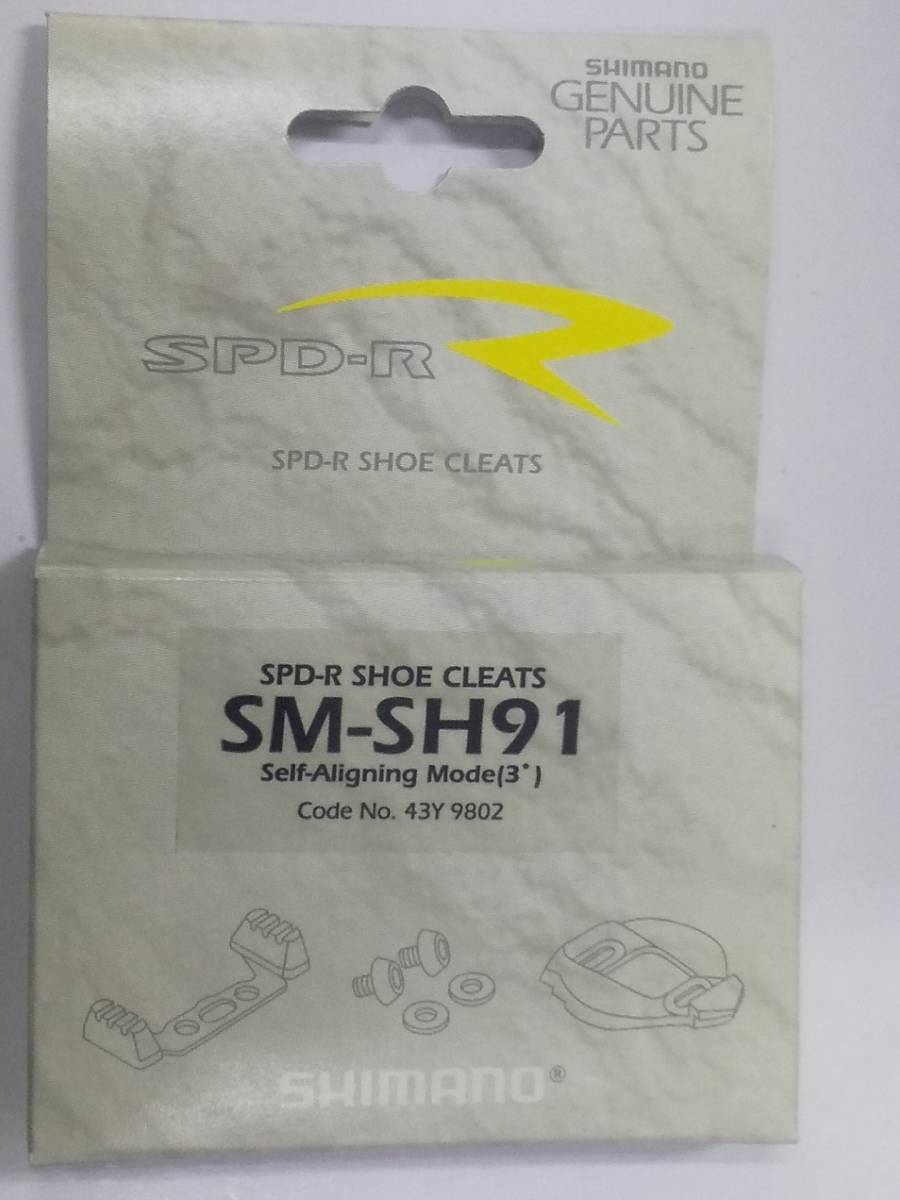 SHIMANO
GENUINE
PARTS
SPD-R
SPD-R SHOE CLEATS
SPD-R SHOE CLEATS
SM-SH91
Self-Aligning Mode(3°)
Code No. 43Y 9802
SHIMANO®